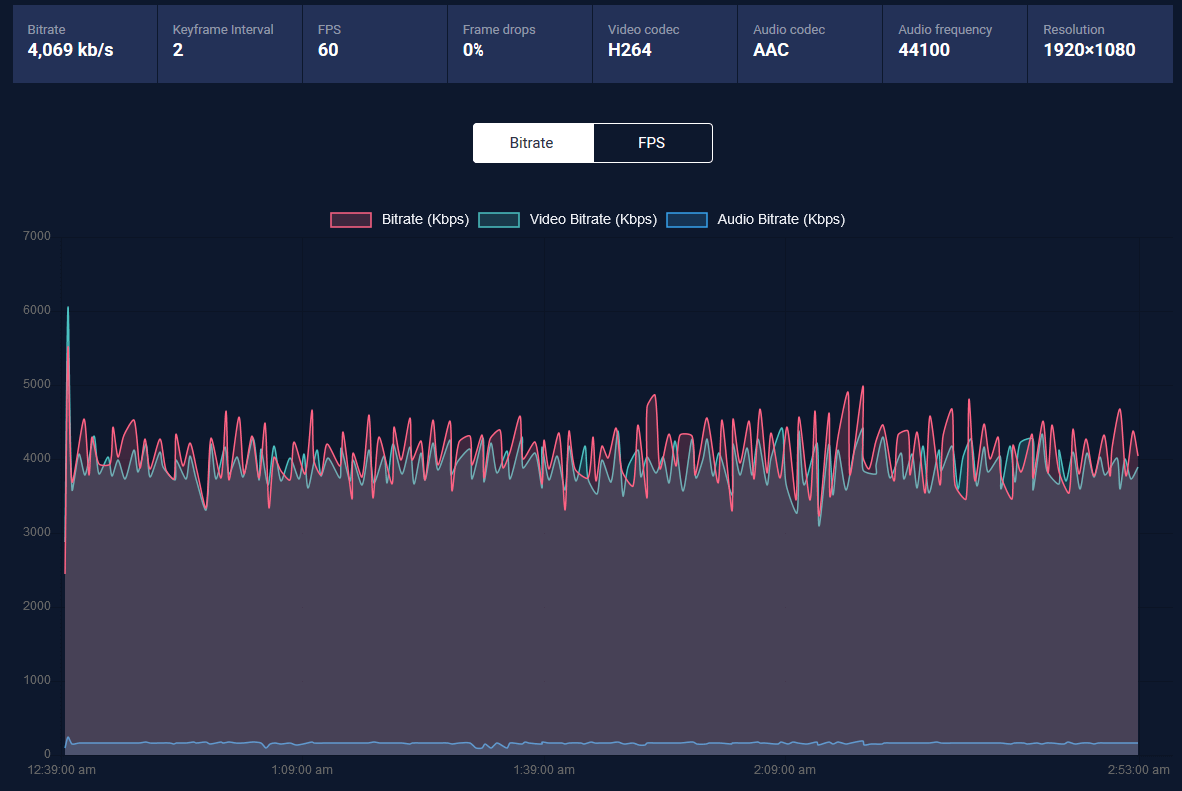 Bitrate Keyframe Interval FPS Frame drops Video codec Audio codec Audio frequency Resolution
4,069 kb/s 2 60 0% H264 AAC 44100 1920×1080
Bitrate FPS
Bitrate (Kbps) Video Bitrate (Kbps) Audio Bitrate (Kbps)
7000
6000
5000
4000
3000
2000
1000
0
12:39:00 am 1:09:00 am 1:39:00 am 2:09:00 am 2:53:00 am